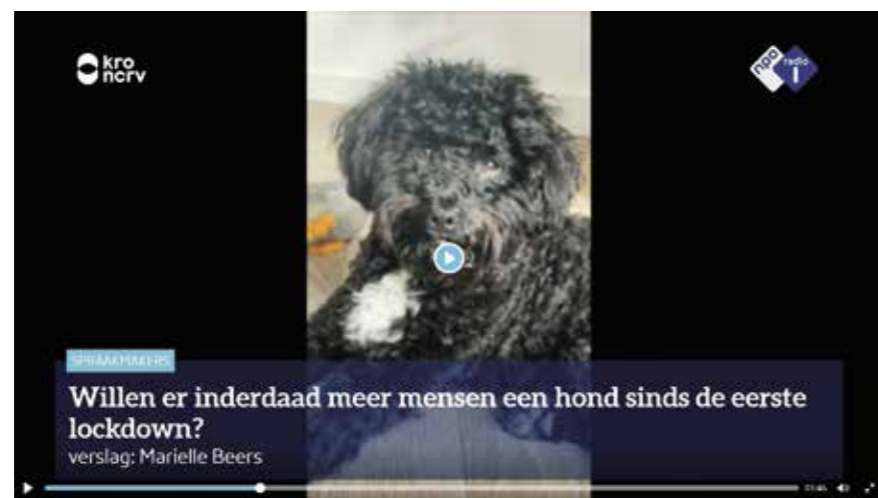 kro
ncrv
npo
radio
1
SPRAAKMAKERS
Willen er inderdaad meer mensen een hond sinds de eerste
lockdown?
verslag: Marielle Beers